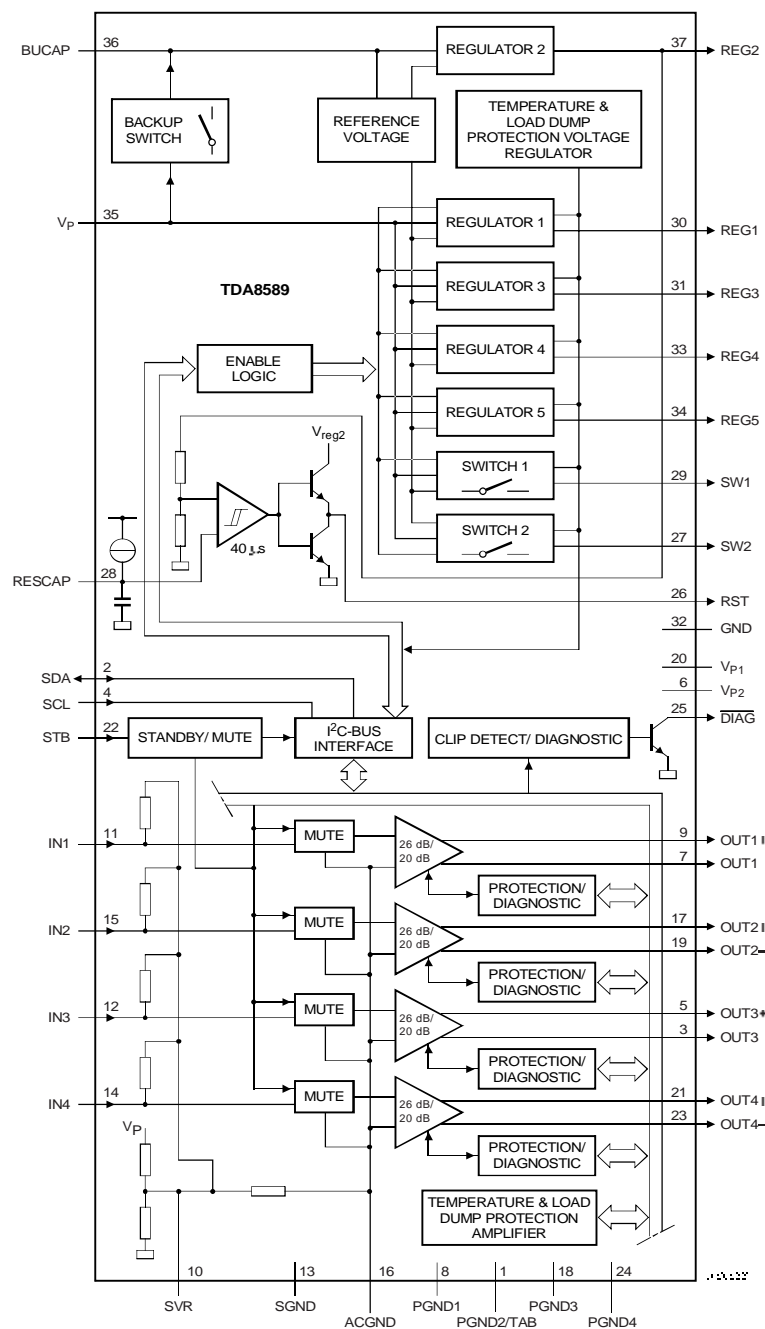 BUCAP
36
REGULATOR 2
37
REG2
BACKUP
SWITCH
REFERENCE
VOLTAGE
TEMPERATURE &
LOAD DUMP
PROTECTION VOLTAGE
REGULATOR
VP
35
REGULATOR 1
30
REG1
TDA8589
REGULATOR 3
31
REG3
ENABLE
LOGIC
REGULATOR 4
33
REG4
REGULATOR 5
34
REG5
Vreg2
SWITCH 1
29
SW1
SWITCH 2
27
SW2
40 µs
RESCAP
28
26
RST
32
GND
20
VP1
6
VP2
SDA
2
SCL
4
STB
22
STANDBY/ MUTE
I2C-BUS
INTERFACE
CLIP DETECT/ DIAGNOSTIC
25
DIAG
IN1
11
MUTE
26 dB/
20 dB
9
OUT1
7
OUT1
PROTECTION/
DIAGNOSTIC
IN2
15
MUTE
26 dB/
20 dB
17
OUT2
19
OUT2−
PROTECTION/
DIAGNOSTIC
IN3
12
MUTE
26 dB/
20 dB
5
OUT3+
3
OUT3
PROTECTION/
DIAGNOSTIC
IN4
14
MUTE
26 dB/
20 dB
21
OUT4
23
OUT4−
PROTECTION/
DIAGNOSTIC
VP
TEMPERATURE & LOAD
DUMP PROTECTION
AMPLIFIER
10
13
16
8
1
18
24
SVR
SGND
ACGND
PGND1
PGND2/TAB
PGND3
PGND4